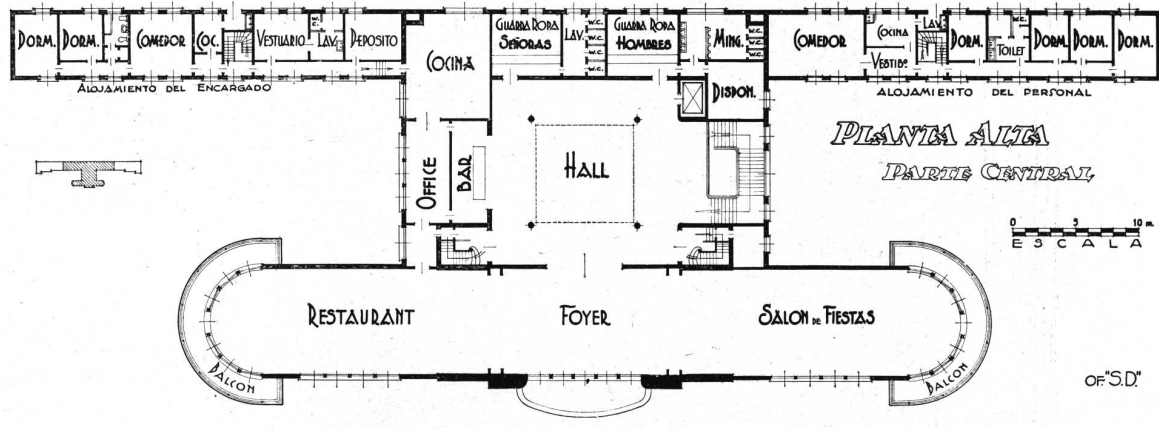 DORM.
DORM.
COMEDOR
COC.
VESTUARIO
W.C.
LAV.
DEPOSITO
ALOJAMIENTO DEL ENCARGADO
COCINA
GUARDA ROPA
SEÑORAS
LAV.
W.C.
W.C.
W.C.
W.C.
GUARDA ROPA
HOMBRES
MING.
W.C.
W.C.
W.C.
DISPON.
COMEDOR
COCINA
VESTIBº
LAV.
DORM.
W.C.
TOILET
DORM.
DORM.
DORM.
ALOJAMIENTO DEL PERSONAL
PLANTA ALTA
PARTE CENTRAL
0 5 10 m.
ESCALA
OFFICE
BAR
HALL
RESTAURANT
FOYER
SALON DE FIESTAS
BALCON
BALCON
OF. "S.D."